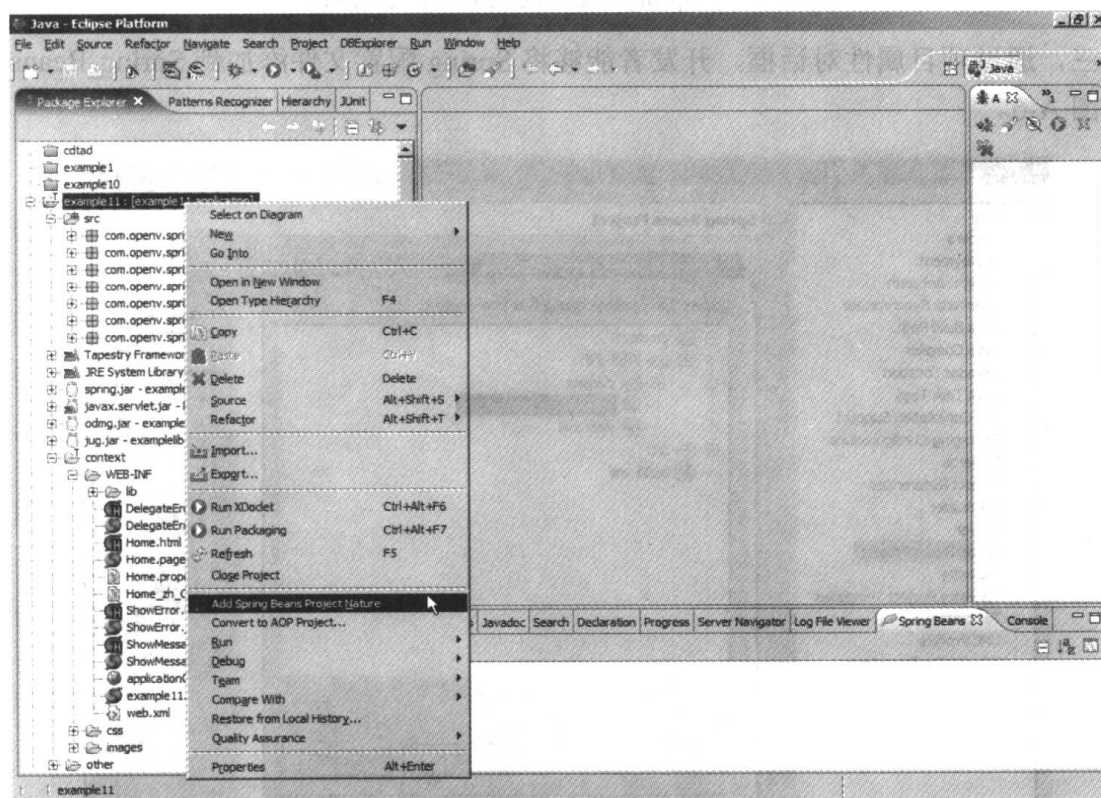 Java - Eclipse Platform
File Edit Source Refactor Navigate Search Project DBExplorer Run Window Help
Java
Package Explorer Patterns Recognizer Hierarchy JUnit
A
1
cdtad
example1
example10
example11 : [example11.application]
src
com.openv.spri
com.openv.spri
com.openv.spri
com.openv.spri
com.openv.spri
com.openv.spri
com.openv.spri
Tapestry Framewor
JRE System Library
spring.jar - example
javax.servlet.jar -
odmg.jar - example
jug.jar - examplelib
context
WEB-INF
lib
DelegateEn
DelegateEn
Home.html
Home.page
Home.prope
Home_zh_C
ShowError.
ShowError.
ShowMessa
ShowMessa
applicationC
example11.
web.xml
css
images
other
Select on Diagram
New
Go Into
Open in New Window
Open Type Hierarchy F4
Copy Ctrl+C
Paste Ctrl+V
Delete Delete
Source Alt+Shift+S
Refactor Alt+Shift+T
Import...
Export...
Run XDoclet Ctrl+Alt+F6
Run Packaging Ctrl+Alt+F7
Refresh F5
Close Project
Add Spring Beans Project Nature
Convert to AOP Project...
Run
Debug
Team
Compare With
Restore from Local History...
Quality Assurance
Properties Alt+Enter
Javadoc Search Declaration Progress Server Navigator Log File Viewer Spring Beans Console
example11